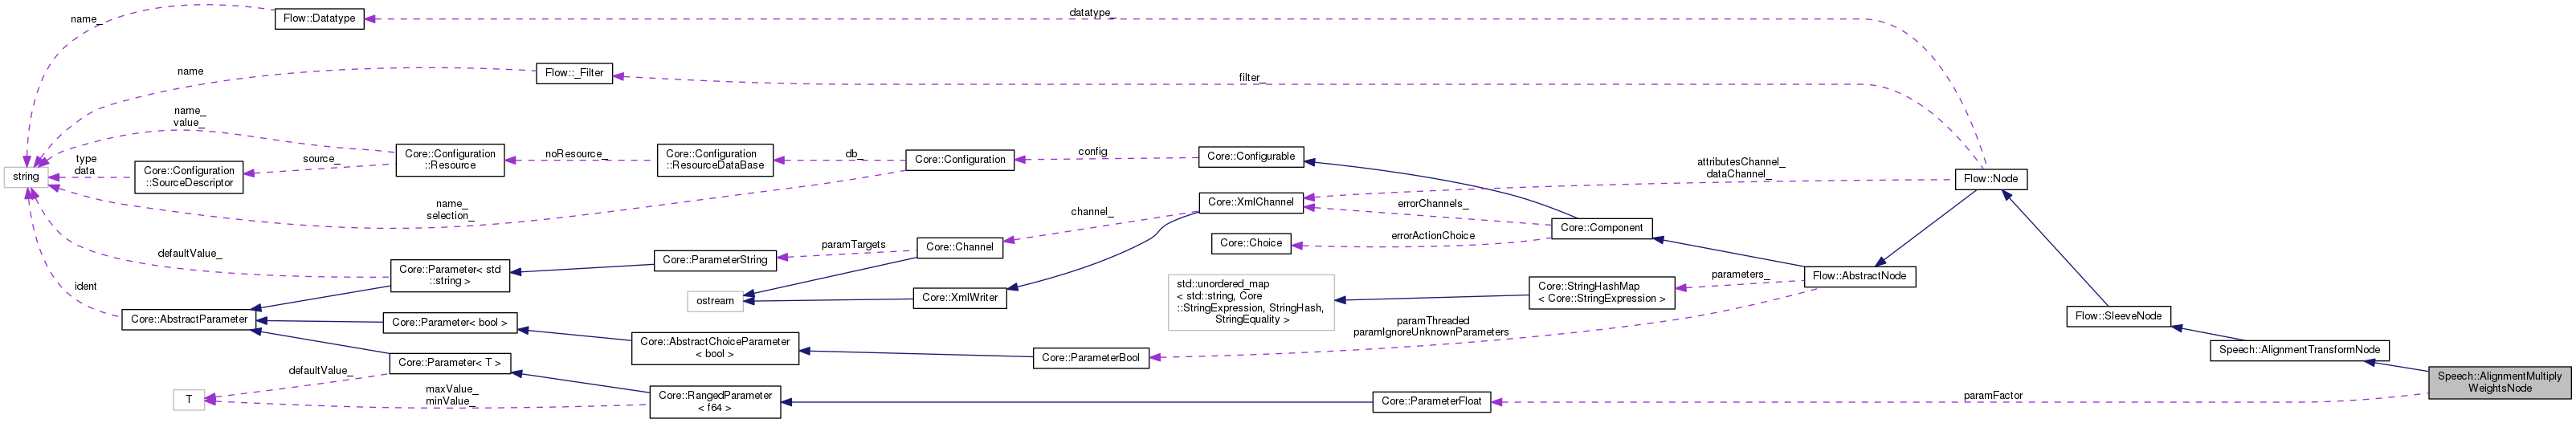 name_
Flow::Datatype
datatype_
name
Flow::_Filter
filter_
name_
value_
Core::Configuration
::Resource
noResource_
Core::Configuration
::ResourceDataBase
db_
Core::Configuration
config
Core::Configurable
type
data
string
Core::Configuration
::SourceDescriptor
source_
attributesChannel_
dataChannel_
Flow::Node
name_
selection_
channel_
Core::XmlChannel
errorChannels_
Core::Component
Core::Choice
errorActionChoice
defaultValue_
Core::Parameter< std
::string >
Core::ParameterString
paramTargets
Core::Channel
ident
ostream
Core::XmlWriter
std::unordered_map
< std::string, Core
::StringExpression, StringHash,
StringEquality >
Core::StringHashMap
< Core::StringExpression >
parameters_
Flow::AbstractNode
Core::AbstractParameter
Core::Parameter< bool >
Core::AbstractChoiceParameter
< bool >
Core::ParameterBool
paramThreaded
paramIgnoreUnknownParameters
Flow::SleeveNode
Speech::AlignmentTransformNode
Core::Parameter< T >
defaultValue_
T
maxValue_
minValue_
Core::RangedParameter
< f64 >
Core::ParameterFloat
paramFactor
Speech::AlignmentMultiply
WeightsNode